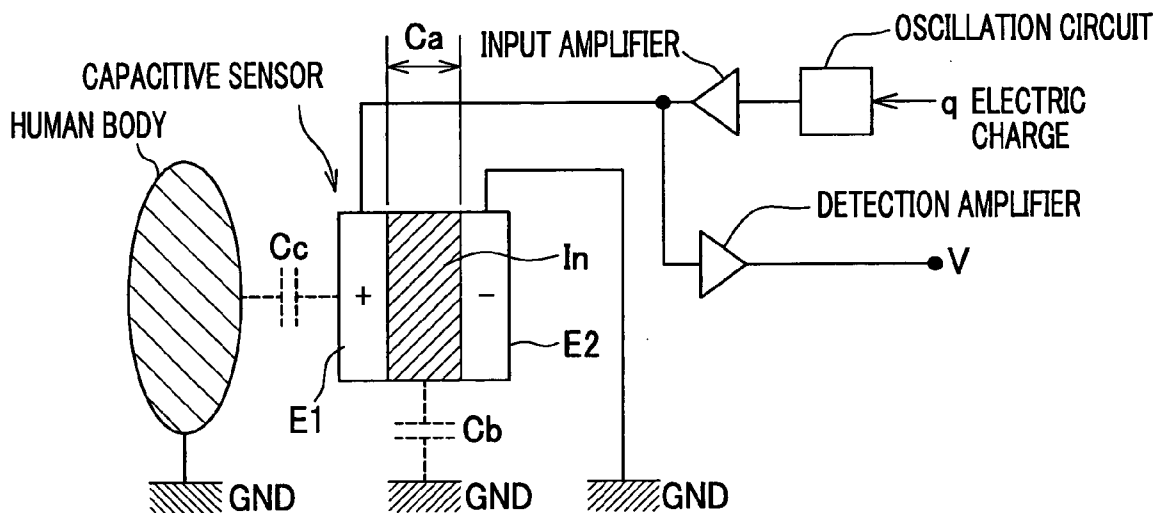 Ca
INPUT AMPLIFIER
OSCILLATION CIRCUIT
CAPACITIVE SENSOR
HUMAN BODY
q ELECTRIC
CHARGE
DETECTION AMPLIFIER
Cc
In
V
+
−
E2
E1
Cb
GND
GND
GND